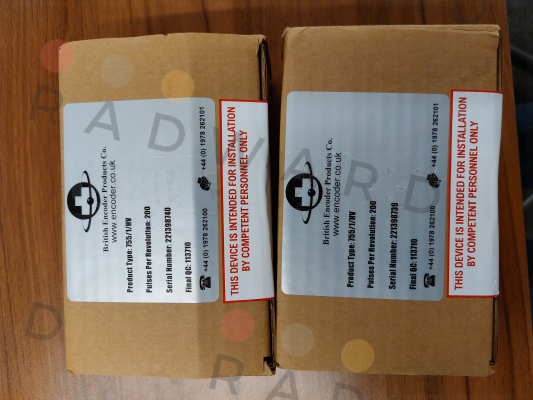 British Encoder Products Co.
www.encoder.co.uk
Product Type: 755/1/HV
Pulses Per Revolution: 200
Serial Number: 221398740
Final QC: 113710
+44 (0) 1978 262100
+44 (0) 1978 262101
THIS DEVICE IS INTENDED FOR INSTALLATION
BY COMPETENT PERSONNEL ONLY
British Encoder Products Co.
www.encoder.co.uk
Product Type: 755/1/HV
Pulses Per Revolution: 200
Serial Number: 221398739
Final QC: 113710
+44 (0) 1978 262100
+44 (0) 1978 262101
THIS DEVICE IS INTENDED FOR INSTALLATION
BY COMPETENT PERSONNEL ONLY
RADWARD